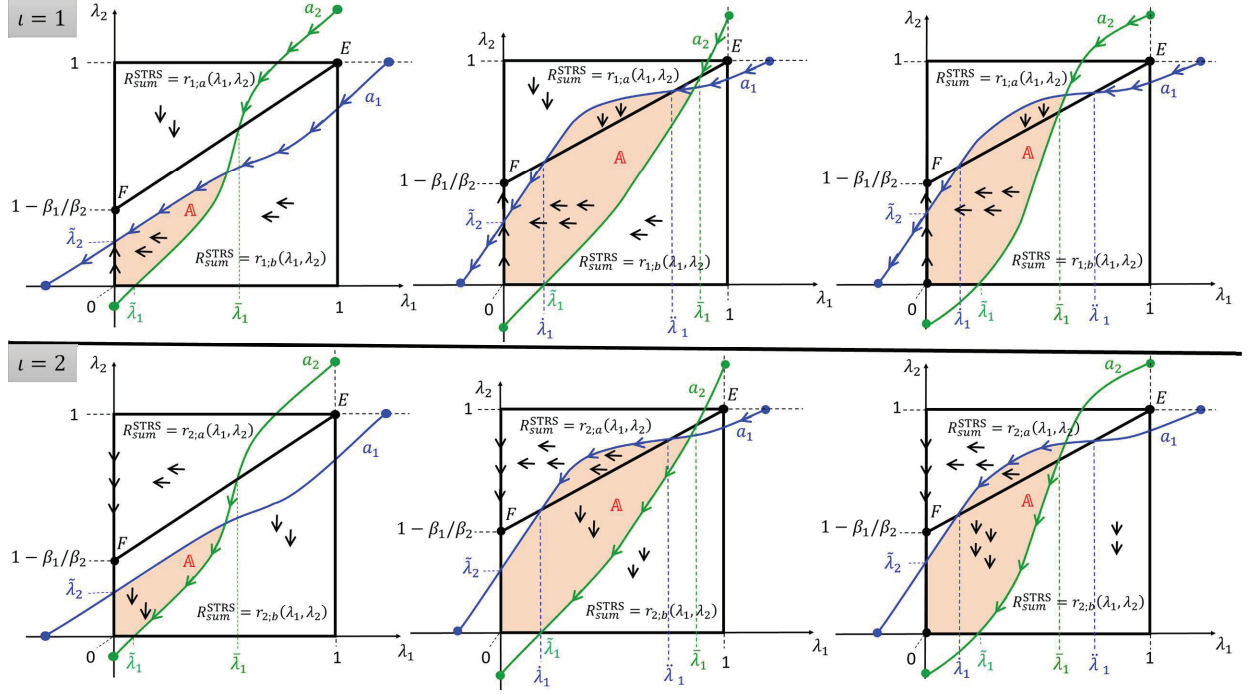 ι = 1
λ₂
a₂
1
E
R_sum^STRS = r_{1;a}(λ₁, λ₂)
a₁
F
1 − β₁/β₂
𝔸
λ̃₂
R_sum^STRS = r_{1;b}(λ₁, λ₂)
0
λ̃₁
λ̄₁
1
λ₁
λ₂
a₂
1
E
R_sum^STRS = r_{1;a}(λ₁, λ₂)
a₁
F
𝔸
1 − β₁/β₂
λ̃₂
R_sum^STRS = r_{1;b}(λ₁, λ₂)
0
λ̇₁
λ̃₁
λ̈₁
λ̄₁
1
λ₁
λ₂
a₂
1
E
R_sum^STRS = r_{1;a}(λ₁, λ₂)
a₁
F
𝔸
1 − β₁/β₂
λ̃₂
R_sum^STRS = r_{1;b}(λ₁, λ₂)
0
λ̇₁
λ̃₁
λ̄₁
λ̈₁
1
λ₁
ι = 2
λ₂
a₂
1
E
R_sum^STRS = r_{2;a}(λ₁, λ₂)
a₁
F
1 − β₁/β₂
𝔸
λ̃₂
R_sum^STRS = r_{2;b}(λ₁, λ₂)
0
λ̃₁
λ̄₁
1
λ₁
λ₂
a₂
1
E
R_sum^STRS = r_{2;a}(λ₁, λ₂)
a₁
F
𝔸
1 − β₁/β₂
λ̃₂
R_sum^STRS = r_{2;b}(λ₁, λ₂)
0
λ̇₁
λ̃₁
λ̈₁
λ̄₁
1
λ₁
λ₂
a₂
1
E
R_sum^STRS = r_{2;a}(λ₁, λ₂)
a₁
F
𝔸
1 − β₁/β₂
λ̃₂
R_sum^STRS = r_{2;b}(λ₁, λ₂)
0
λ̇₁
λ̃₁
λ̄₁
λ̈₁
1
λ₁